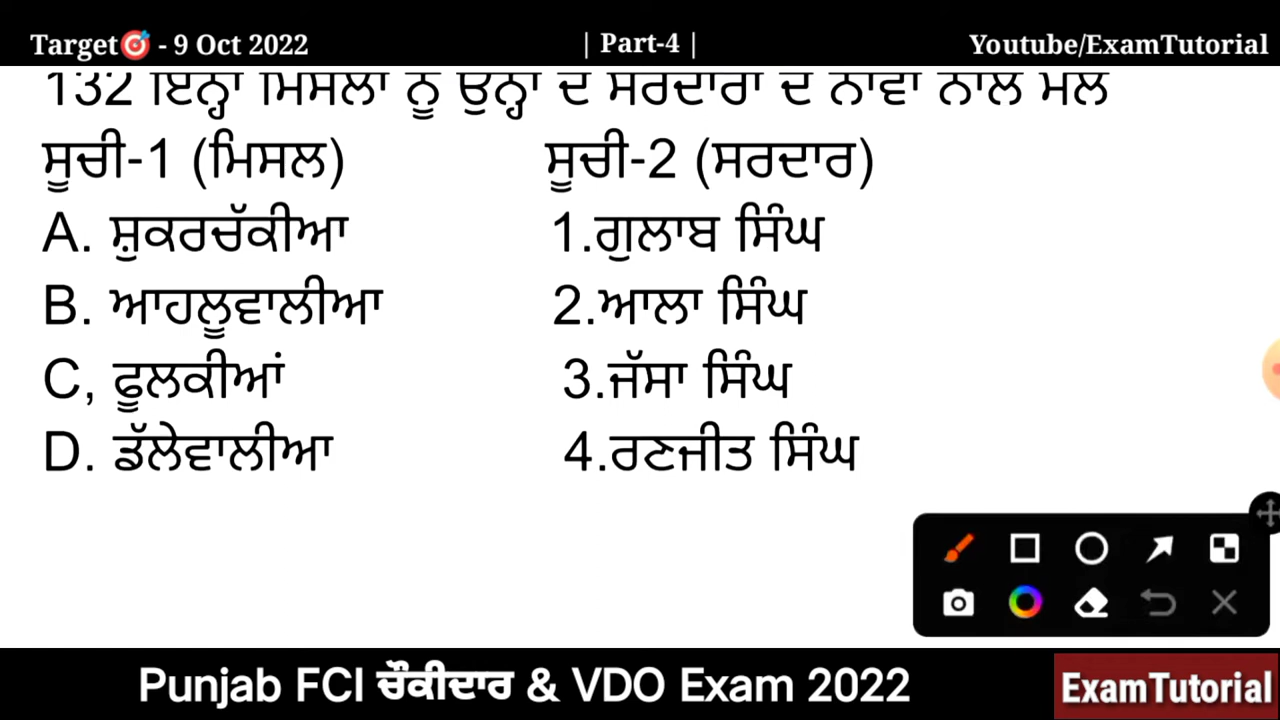 Target🎯 - 9 Oct 2022 | Part-4 | Youtube/ExamTutorial
132 ਇਨ੍ਹਾਂ ਮਿਸਲਾਂ ਨੂੰ ਉਨ੍ਹਾਂ ਦੇ ਸਰਦਾਰਾਂ ਦੇ ਨਾਵਾਂ ਨਾਲ ਮੇਲੋ
ਸੂਚੀ-1 (ਮਿਸਲ) ਸੂਚੀ-2 (ਸਰਦਾਰ)
A. ਸ਼ੁਕਰਚੱਕੀਆ 1.ਗੁਲਾਬ ਸਿੰਘ
B. ਆਹਲੂਵਾਲੀਆ 2.ਆਲਾ ਸਿੰਘ
C, ਫੂਲਕੀਆਂ 3.ਜੱਸਾ ਸਿੰਘ
D. ਡੱਲੇਵਾਲੀਆ 4.ਰਣਜੀਤ ਸਿੰਘ
Punjab FCI ਚੌਕੀਦਾਰ & VDO Exam 2022 ExamTutorial